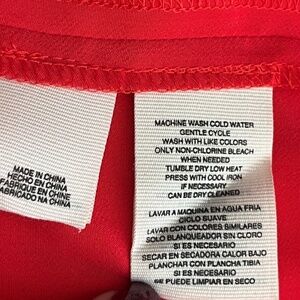 MADE IN CHINA
HECHO EN CHINA
FABRIQUE EN CHINE
FABRICADO NA CHINA
MACHINE WASH COLD WATER
GENTLE CYCLE
WASH WITH LIKE COLORS
ONLY NON-CHLORINE BLEACH
WHEN NEEDED
TUMBLE DRY LOW HEAT
PRESS WITH COOL IRON
IF NECESSARY
CAN BE DRY CLEANED
LAVAR A MAQUINA EN AGUA FRIA
CICLO SUAVE
LAVAR CON COLORES SIMILARES
SOLO BLANQUEADOR SIN CLORO
SI ES NECESARIO
SECAR EN SECADORA CALOR BAJO
PLANCHAR CON PLANCHA TIBIA
SI ES NECESARIO
SE PUEDE LIMPIAR EN SECO